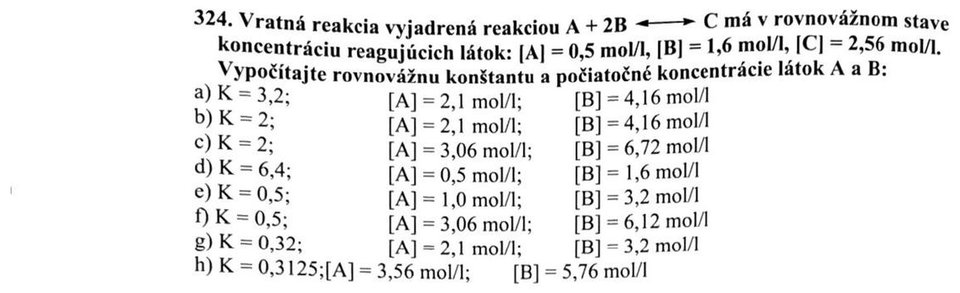 324. Vratná reakcia vyjadrená reakciou A + 2B ⟷ C má v rovnovážnom stave
koncentráciu reagujúcich látok: [A] = 0,5 mol/l, [B] = 1,6 mol/l, [C] = 2,56 mol/l.
Vypočítajte rovnovážnu konštantu a počiatočné koncentrácie látok A a B:
a) K = 3,2; [A] = 2,1 mol/l; [B] = 4,16 mol/l
b) K = 2; [A] = 2,1 mol/l; [B] = 4,16 mol/l
c) K = 2; [A] = 3,06 mol/l; [B] = 6,72 mol/l
d) K = 6,4; [A] = 0,5 mol/l; [B] = 1,6 mol/l
e) K = 0,5; [A] = 1,0 mol/l; [B] = 3,2 mol/l
f) K = 0,5; [A] = 3,06 mol/l; [B] = 6,12 mol/l
g) K = 0,32; [A] = 2,1 mol/l; [B] = 3,2 mol/l
h) K = 0,3125;[A] = 3,56 mol/l; [B] = 5,76 mol/l